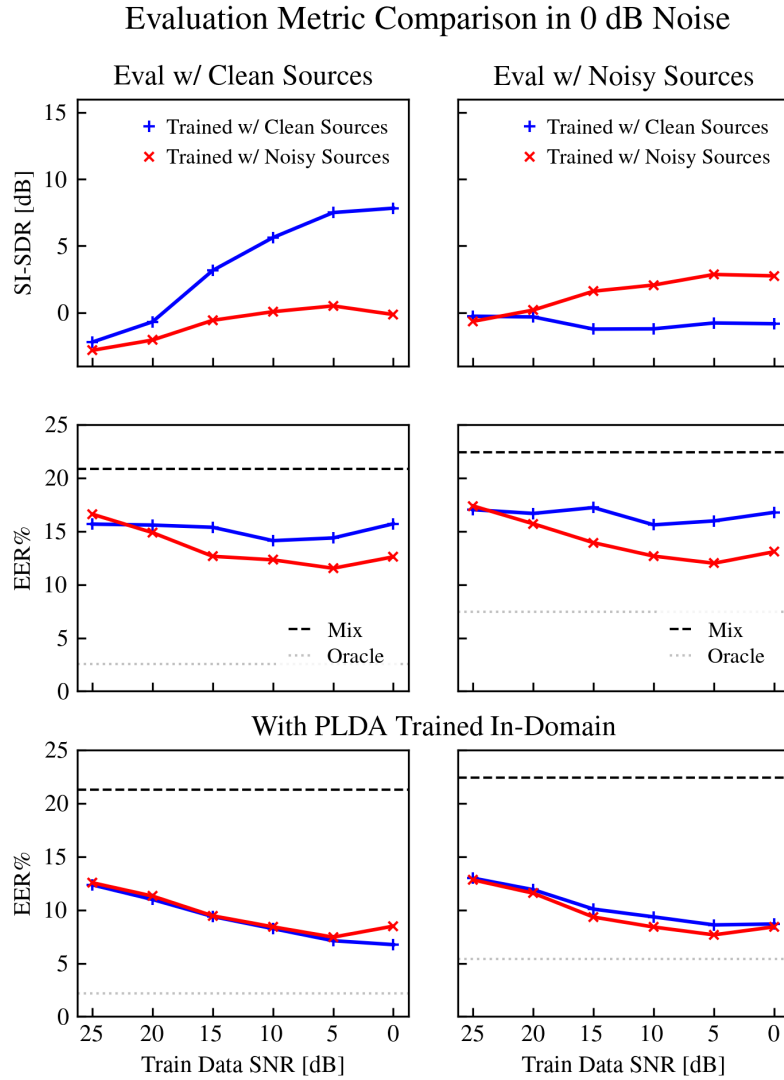 Evaluation Metric Comparison in 0 dB Noise
Eval w/ Clean Sources
Eval w/ Noisy Sources
SI-SDR [dB]
15
10
5
0
Trained w/ Clean Sources
Trained w/ Noisy Sources
Trained w/ Clean Sources
Trained w/ Noisy Sources
EER%
25
20
15
10
5
0
Mix
Oracle
Mix
Oracle
With PLDA Trained In-Domain
EER%
25
20
15
10
5
0
25 20 15 10 5 0
25 20 15 10 5 0
Train Data SNR [dB]
Train Data SNR [dB]